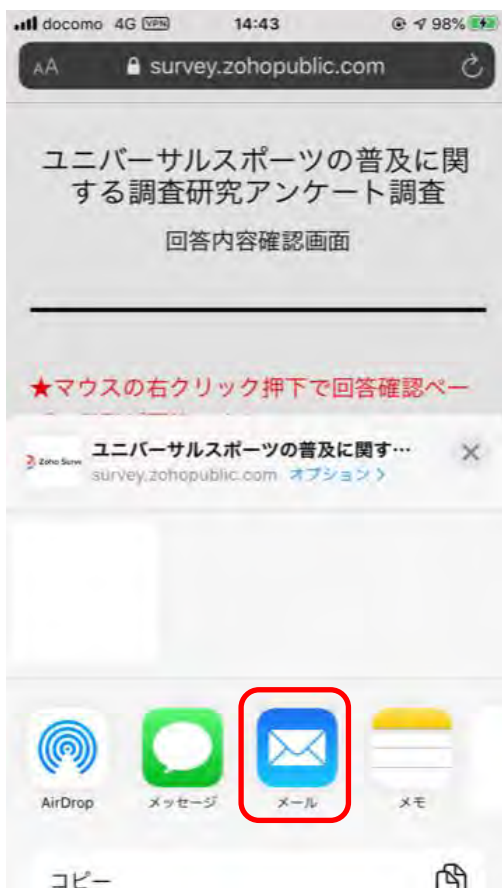 docomo 4G VPN 14:43 98%
AA survey.zohopublic.com
ユニバーサルスポーツの普及に関
する調査研究アンケート調査
回答内容確認画面
★マウスの右クリック押下で回答確認ペー
Zoho Survey ユニバーサルスポーツの普及に関す…
survey.zohopublic.com オプション >
AirDrop メッセージ メール メモ
コピー